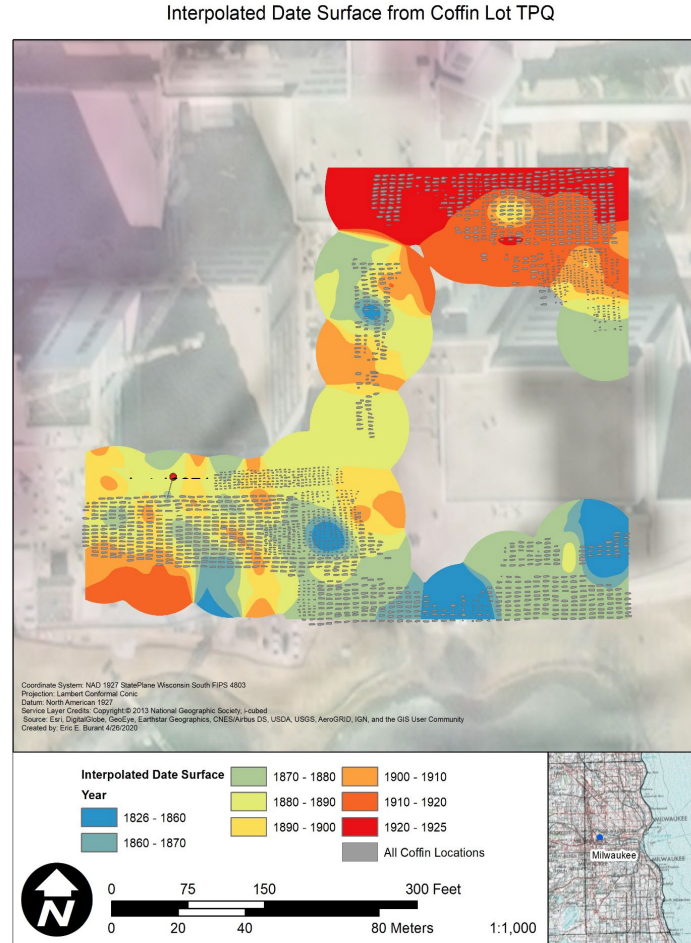 Interpolated Date Surface from Coffin Lot TPQ
Coordinate System: NAD 1927 StatePlane Wisconsin South FIPS 4803
Projection: Lambert Conformal Conic
Datum: North American 1927
Service Layer Credits: Copyright:© 2013 National Geographic Society, i-cubed
Source: Esri, DigitalGlobe, GeoEye, Earthstar Geographics, CNES/Airbus DS, USDA, USGS, AeroGRID, IGN, and the GIS User Community
Created by: Eric E. Burant 4/26/2020
Interpolated Date Surface
Year
1826 - 1860
1860 - 1870
1870 - 1880
1880 - 1890
1890 - 1900
1900 - 1910
1910 - 1920
1920 - 1925
All Coffin Locations
N
0 75 150 300 Feet
0 20 40 80 Meters
1:1,000
MILWAUKEE
MILWAUKEE
Milwaukee